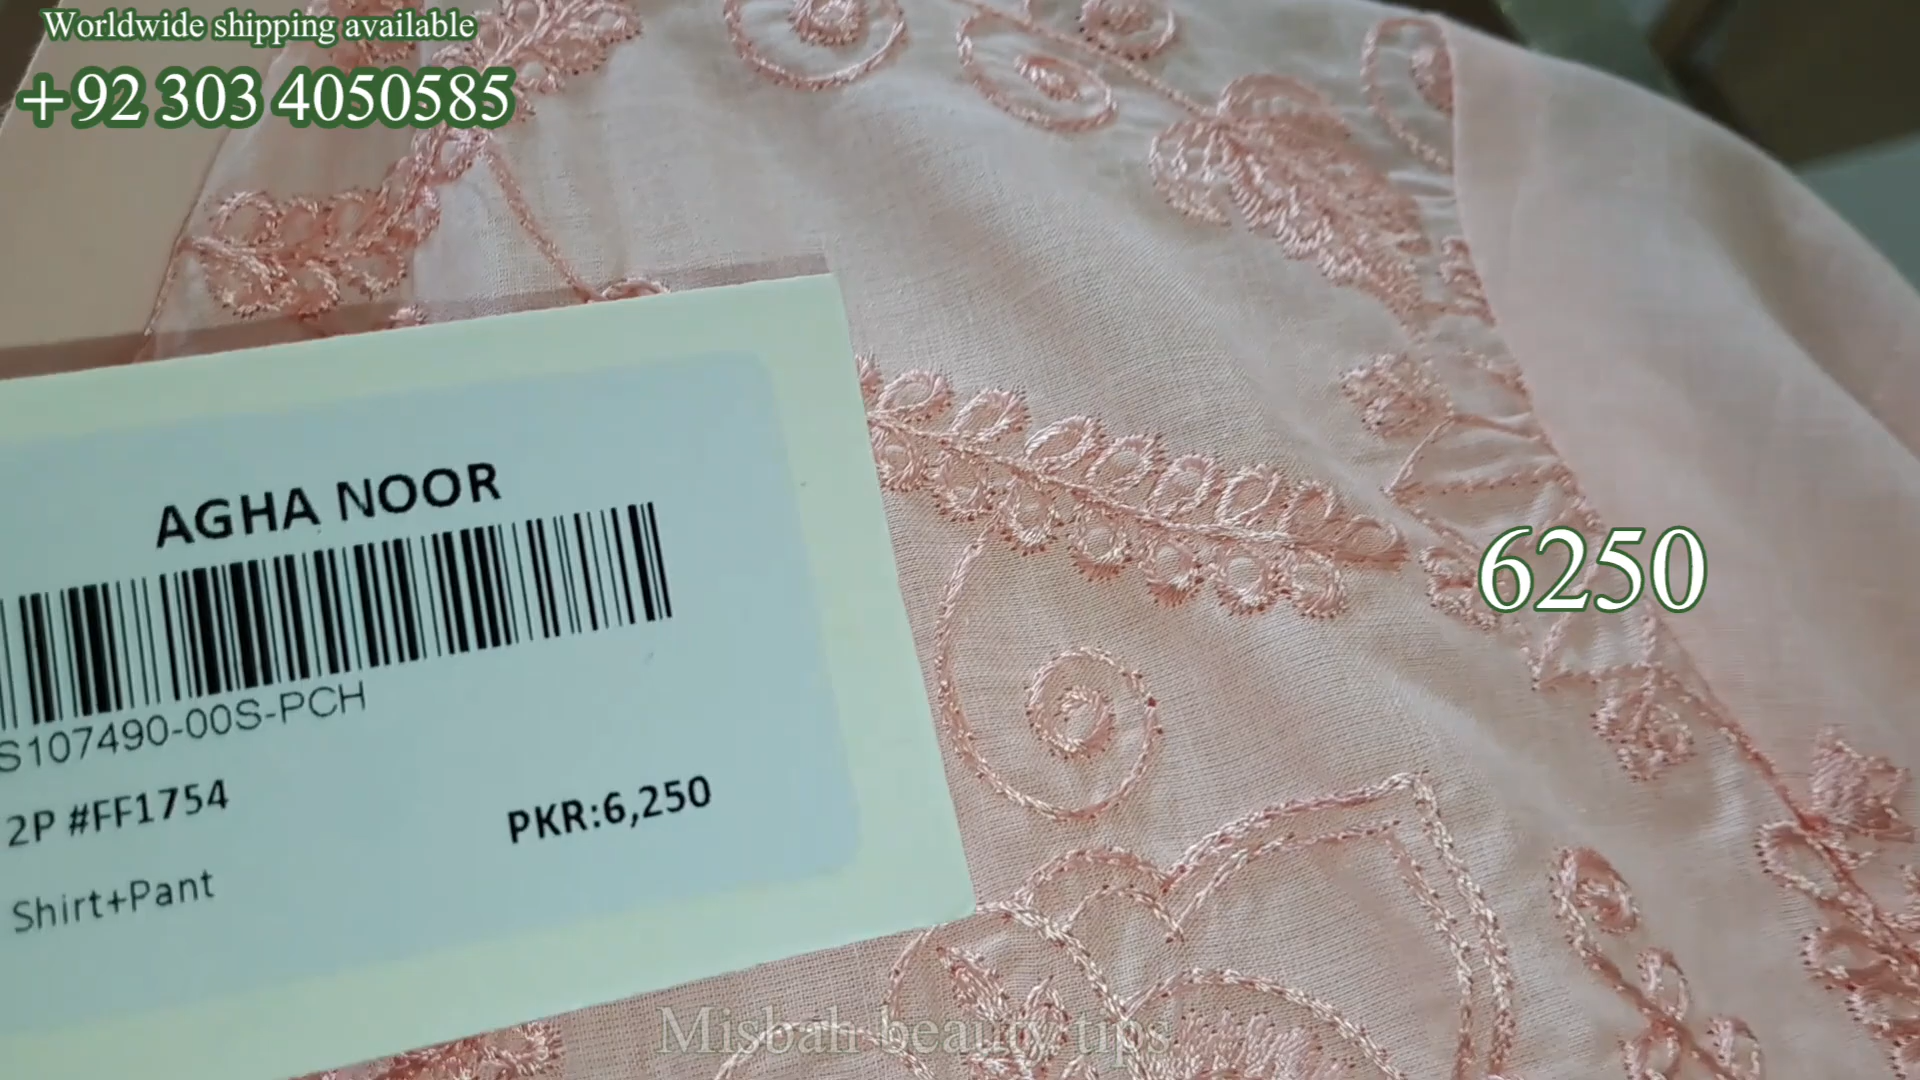 Worldwide shipping available
+92 303 4050585
AGHA NOOR
S107490-00S-PCH
2P #FF1754
PKR:6,250
Shirt+Pant
6250
Misbah beauty tips